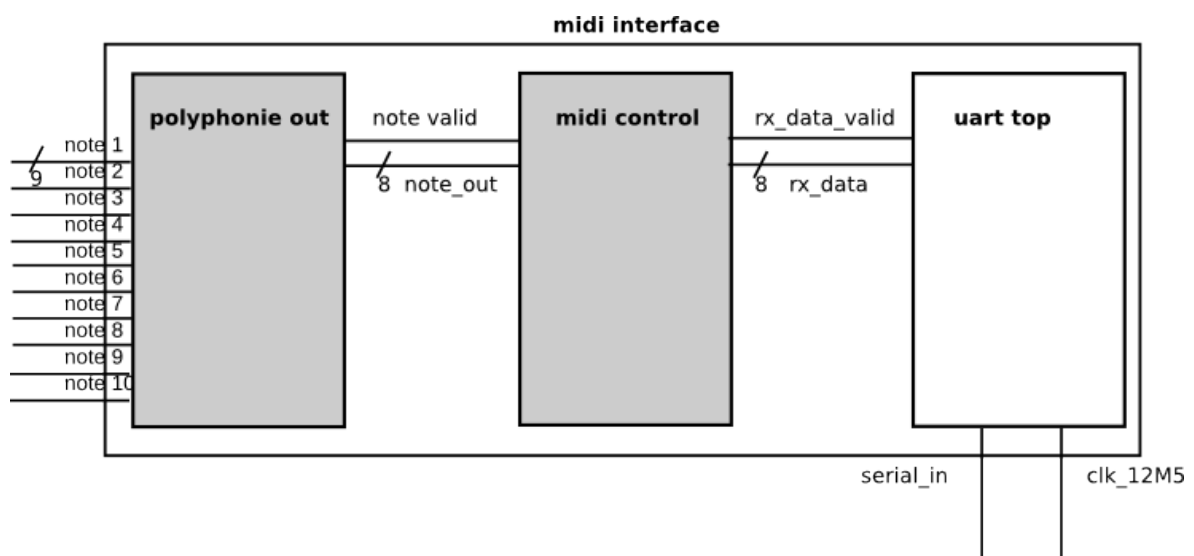 midi interface
polyphonie out
note valid
midi control
rx_data_valid
uart top
note 1
9
note 2
note 3
note 4
note 5
note 6
note 7
note 8
note 9
note 10
8 note_out
8 rx_data
serial_in
clk_12M5